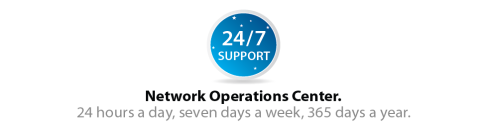 24/7
SUPPORT
Network Operations Center.
24 hours a day, seven days a week, 365 days a year.